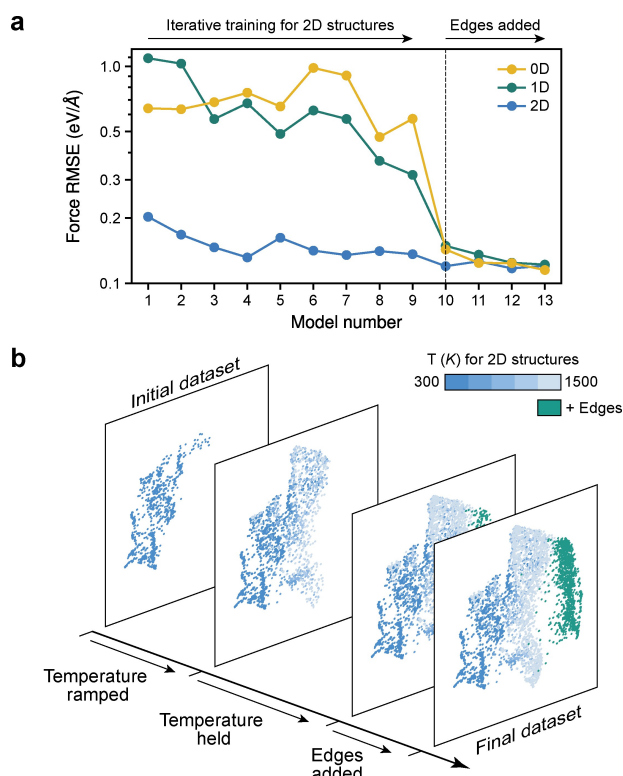 a
Iterative training for 2D structures
Edges added
Force RMSE (eV/Å)
1.0
0.5
0.3
0.2
0.1
0D
1D
2D
1 2 3 4 5 6 7 8 9 10 11 12 13
Model number
b
T (K) for 2D structures
300 1500
+ Edges
Initial dataset
Temperature
ramped
Temperature
held
Edges
added
Final dataset